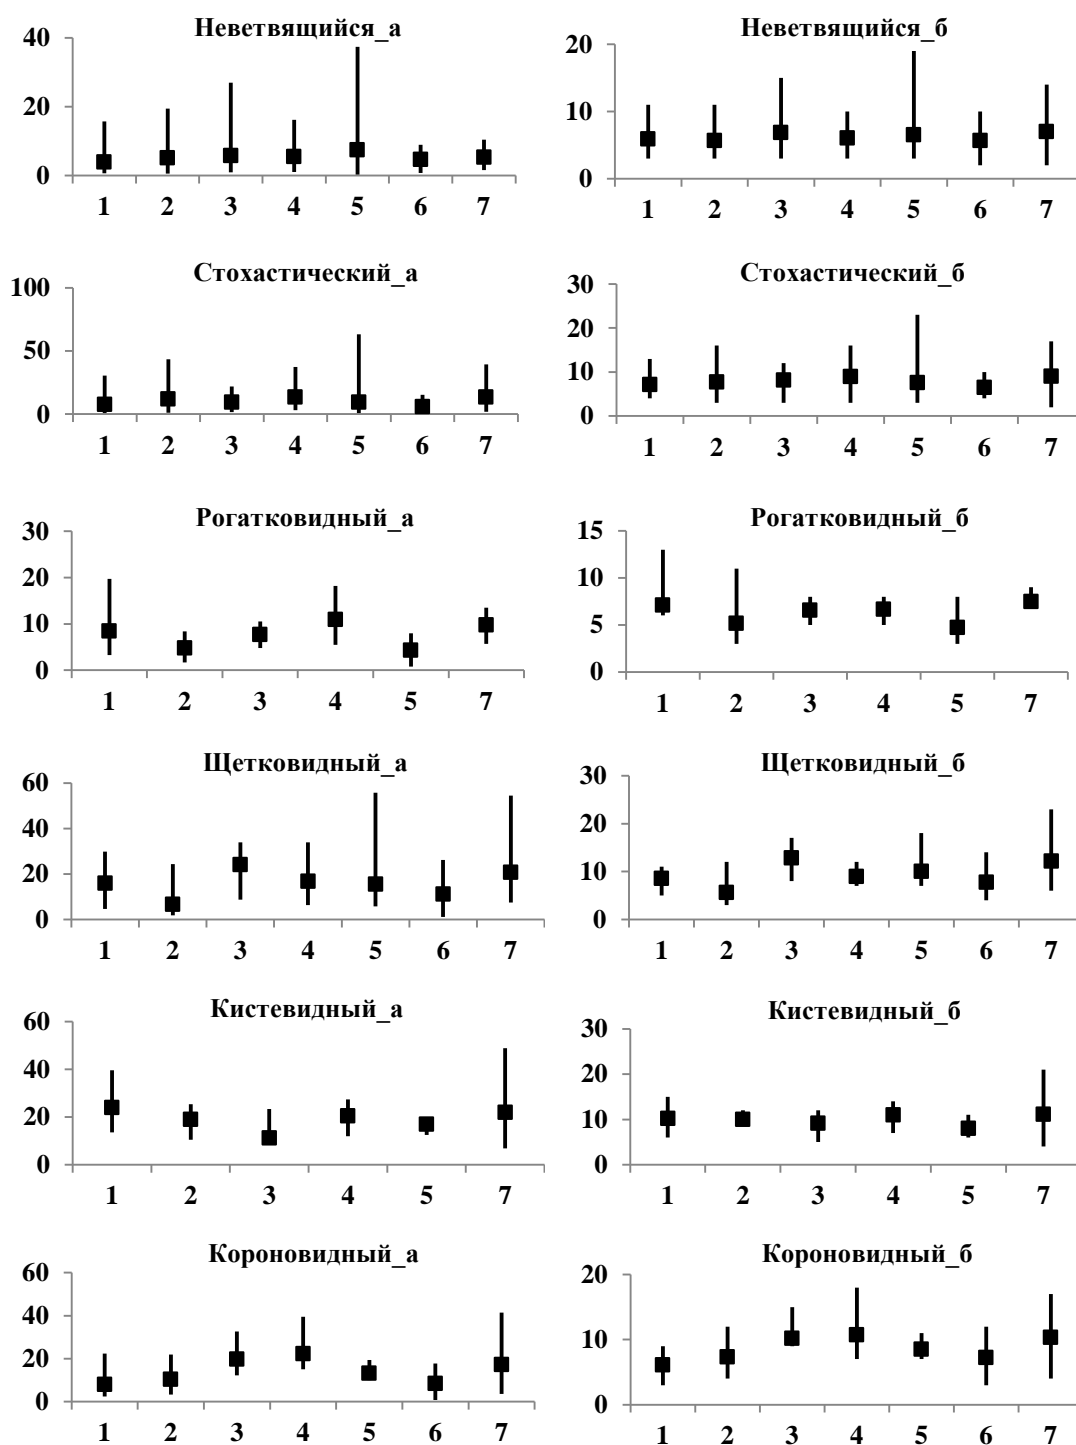 Неветвящийся_а
40
20
0
1 2 3 4 5 6 7
Неветвящийся_б
20
10
0
1 2 3 4 5 6 7
Стохастический_а
100
50
0
1 2 3 4 5 6 7
Стохастический_б
30
20
10
0
1 2 3 4 5 6 7
Рогатковидный_а
30
20
10
0
1 2 3 4 5 7
Рогатковидный_б
15
10
5
0
1 2 3 4 5 7
Щетковидный_а
60
40
20
0
1 2 3 4 5 6 7
Щетковидный_б
30
20
10
0
1 2 3 4 5 6 7
Кистевидный_а
60
40
20
0
1 2 3 4 5 7
Кистевидный_б
30
20
10
0
1 2 3 4 5 7
Короновидный_а
60
40
20
0
1 2 3 4 5 6 7
Короновидный_б
20
10
0
1 2 3 4 5 6 7